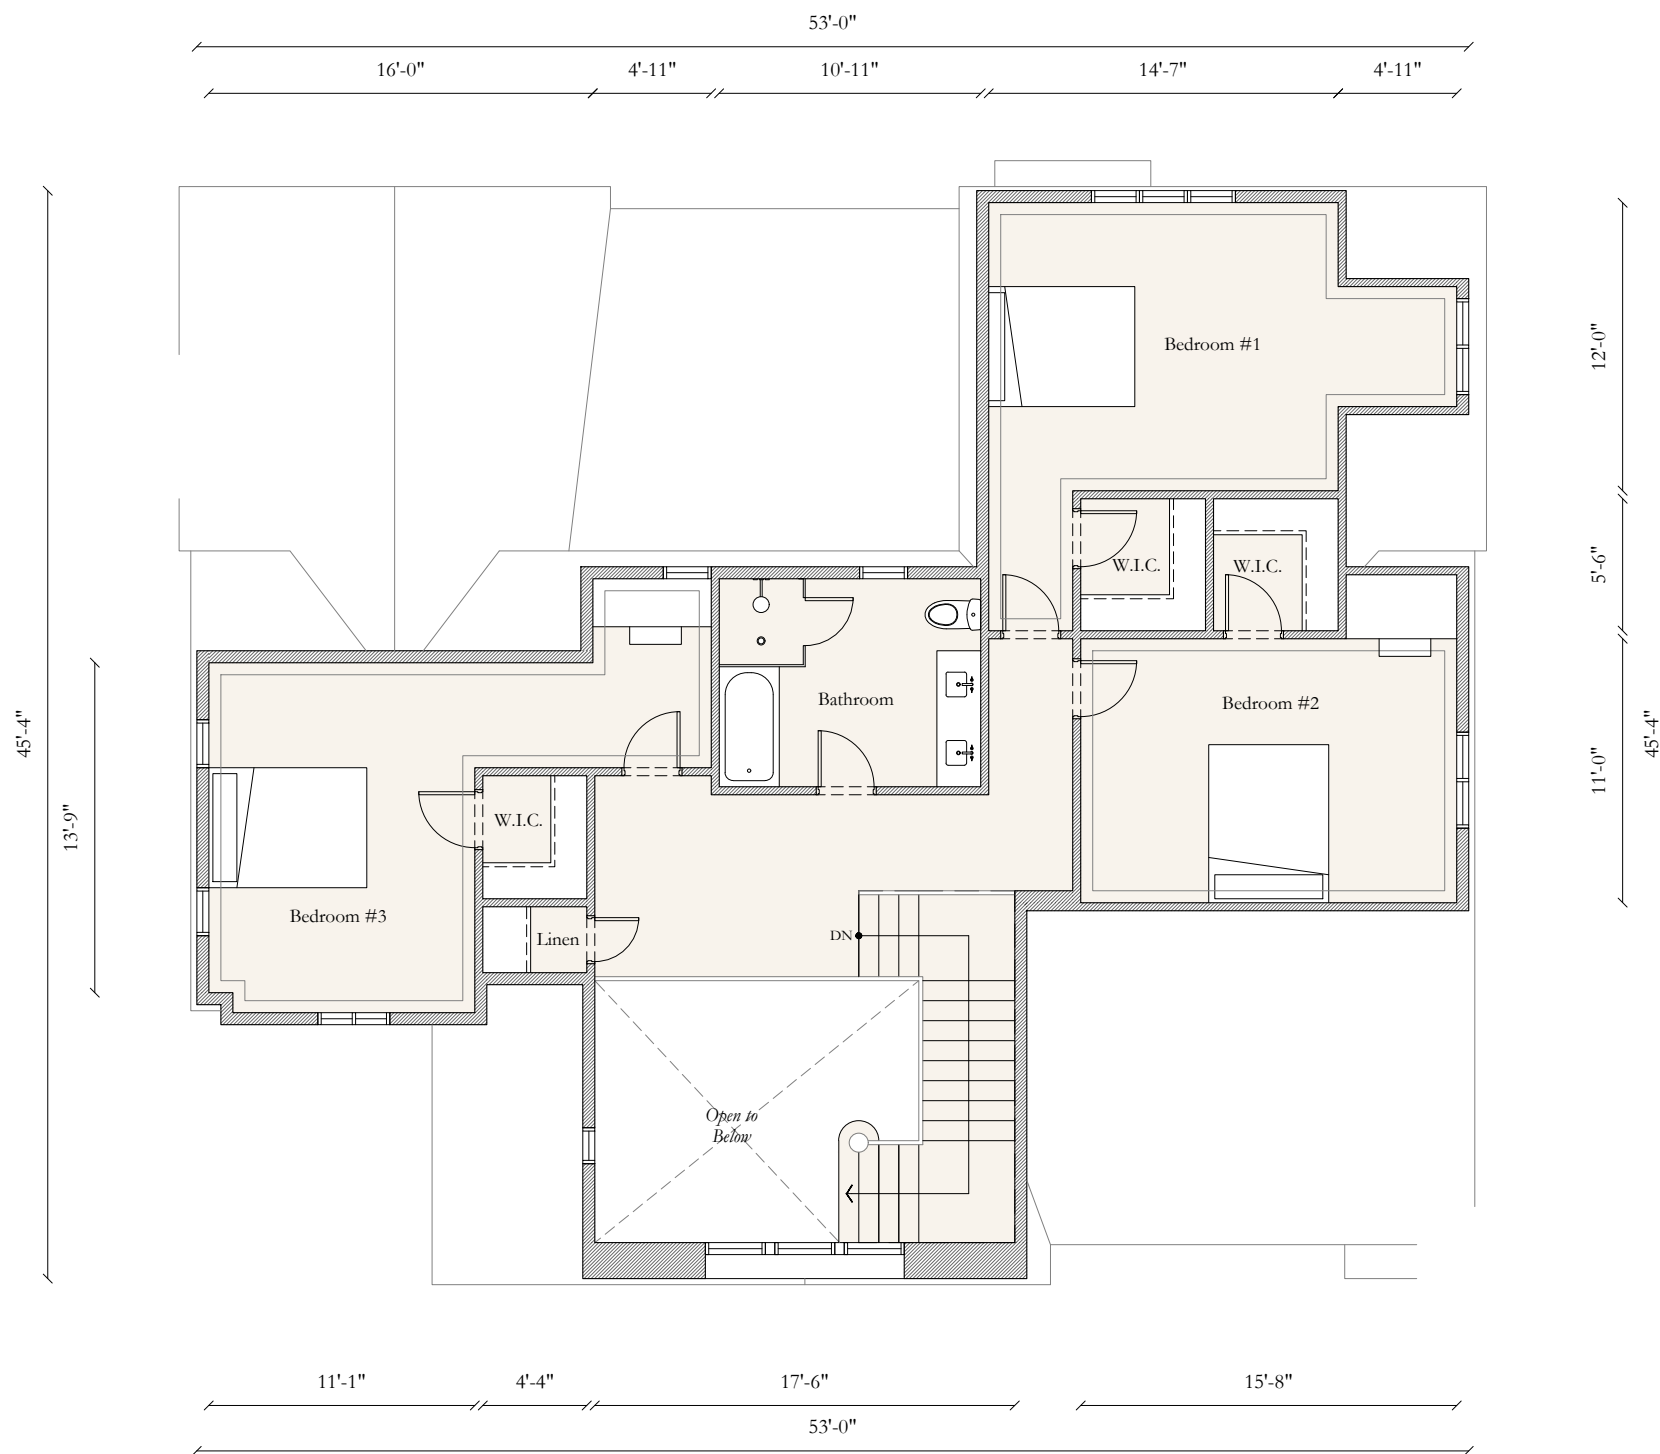 53'-0"
16'-0" 4'-11" 10'-11" 14'-7" 4'-11"
Bedroom #1
12'-0"
W.I.C. W.I.C.
5'-6"
Bathroom
Bedroom #2
45'-4"
45'-4"
11'-0"
13'-9"
W.I.C.
Bedroom #3
Linen
DN
Open to
Below
11'-1" 4'-4" 17'-6" 15'-8"
53'-0"